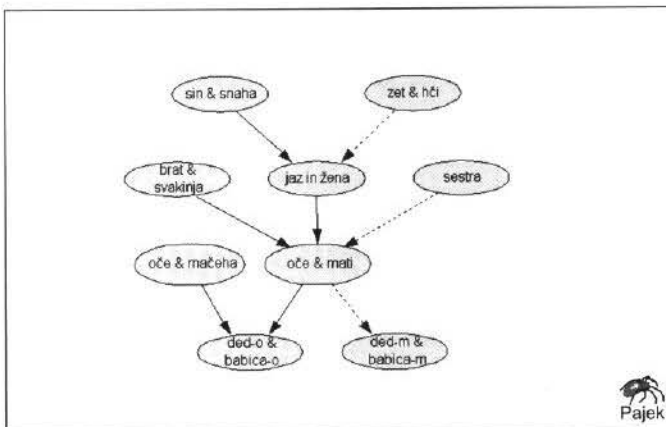 sin & snaha
zet & hči
brat &
svakinja
jaz in žena
sestra
oče & mačeha
oče & mati
ded-o &
babica-o
ded-m &
babica-m
Pajek